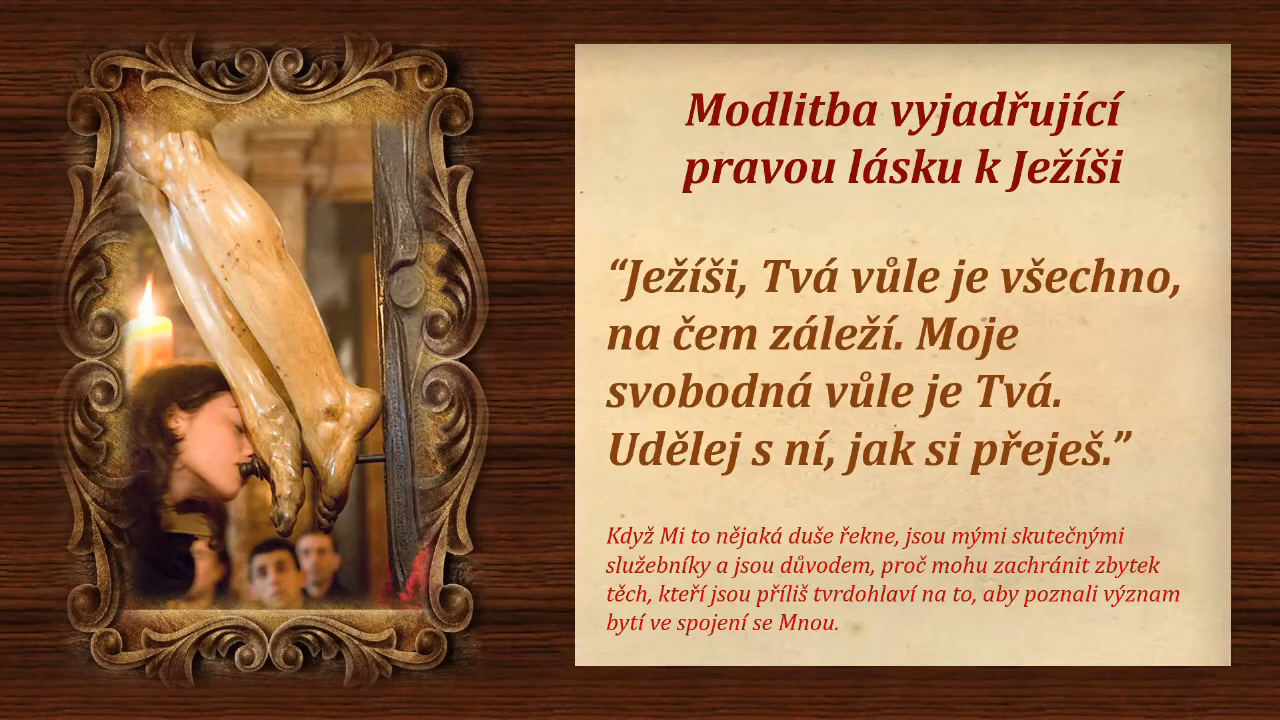 Modlitba vyjadřující
pravou lásku k Ježíši
“Ježíši, Tvá vůle je všechno,
na čem záleží. Moje
svobodná vůle je Tvá.
Udělej s ní, jak si přeješ.”
Když Mi to nějaká duše řekne, jsou mými skutečnými
služebníky a jsou důvodem, proč mohu zachránit zbytek
těch, kteří jsou příliš tvrdohlaví na to, aby poznali význam
bytí ve spojení se Mnou.